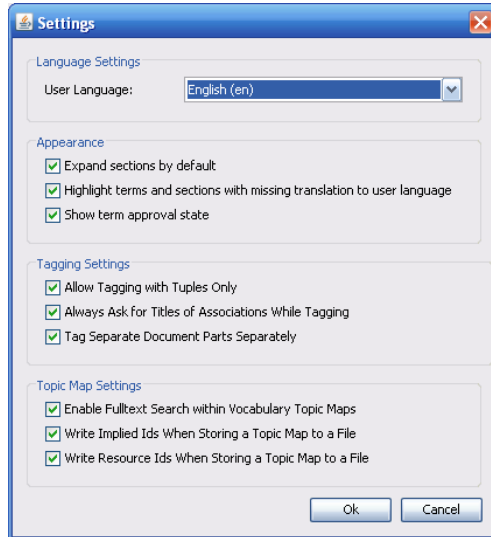 Settings
Language Settings
User Language: English (en)
Appearance
Expand sections by default
Highlight terms and sections with missing translation to user language
Show term approval state
Tagging Settings
Allow Tagging with Tuples Only
Always Ask for Titles of Associations While Tagging
Tag Separate Document Parts Separately
Topic Map Settings
Enable Fulltext Search within Vocabulary Topic Maps
Write Implied Ids When Storing a Topic Map to a File
Write Resource Ids When Storing a Topic Map to a File
Ok Cancel